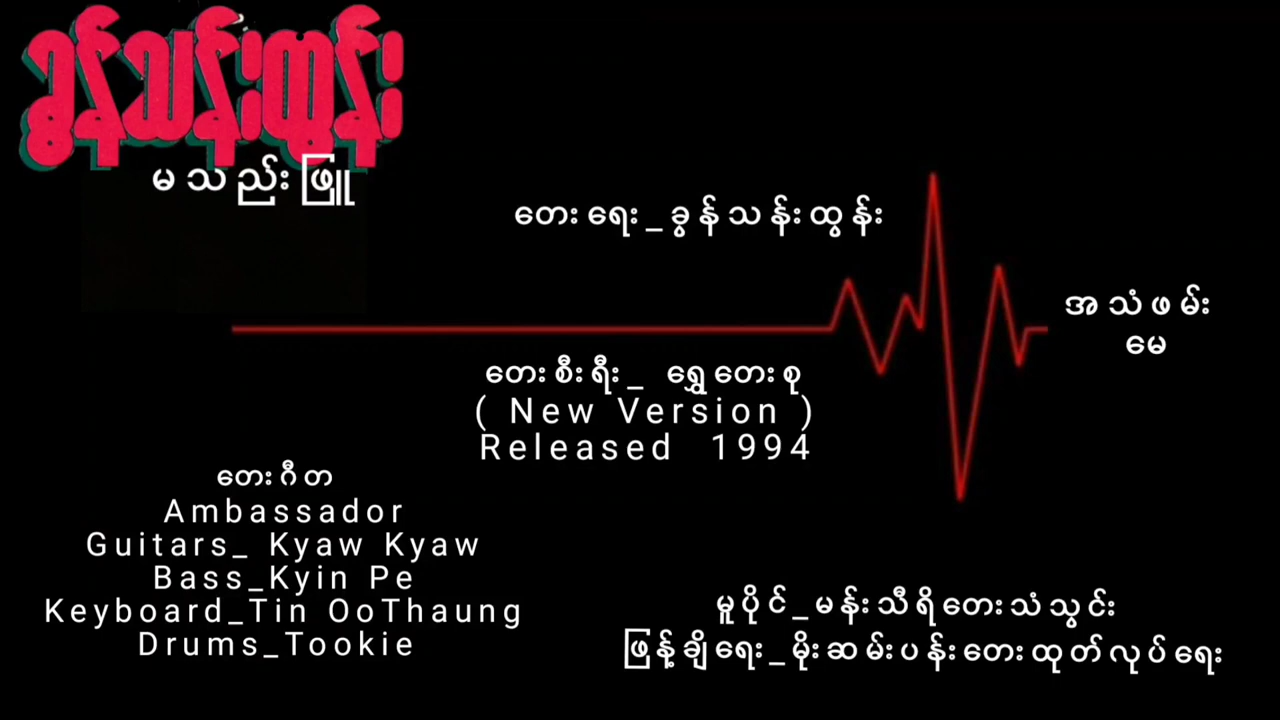 ခွန်သန်းထွန်း
မသည်းဖြူ
တေးရေး_ခွန်သန်းထွန်း
အသံဖမ်း
မေ
တေးစီးရီး_ ရွှေတေးစု
( New Version )
Released 1994
တေးဂီတ
Ambassador
Guitars_ Kyaw Kyaw
Bass_Kyin Pe
Keyboard_Tin OoThaung
Drums_Tookie
မူပိုင်_မန်းသီရိတေးသံသွင်း
ဖြန့်ချိရေး_မိုးဆမ်းပန်းတေးထုတ်လုပ်ရေး